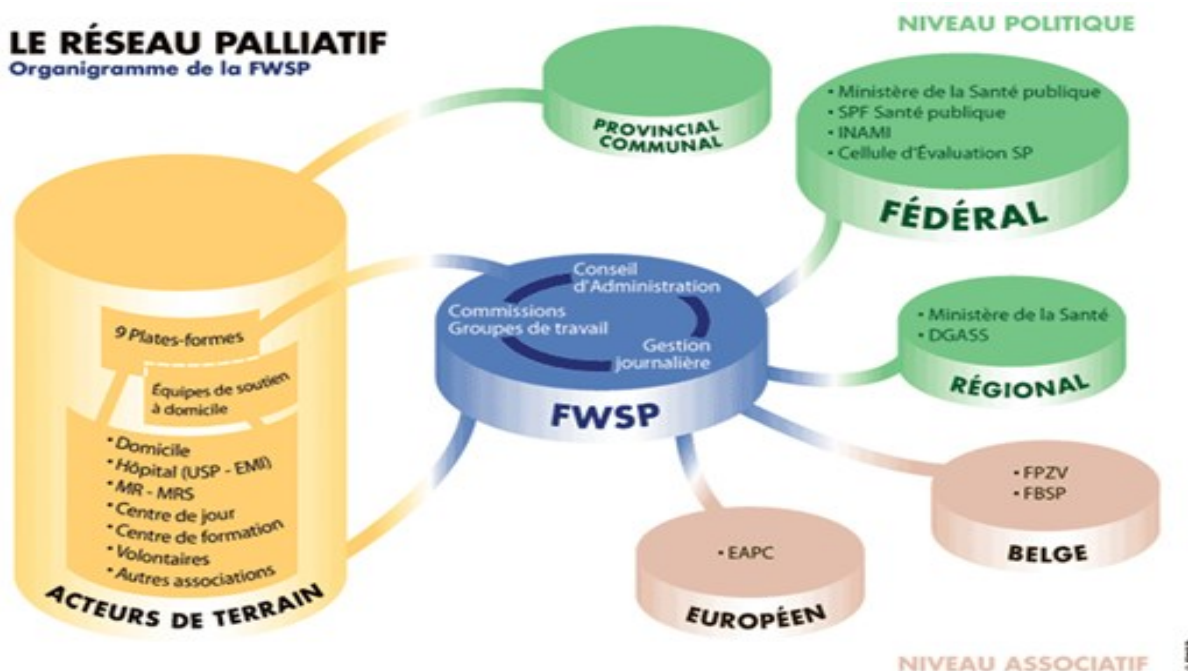 LE RÉSEAU PALLIATIF
Organigramme de la FWSP
NIVEAU POLITIQUE
PROVINCIAL
COMMUNAL
• Ministère de la Santé publique
• SPF Santé publique
• INAMI
• Cellule d'Évaluation SP
FÉDÉRAL
9 Plates-formes
Équipes de soutien
à domicile
• Domicile
• Hôpital (USP - EMI)
• MR - MRS
• Centre de jour
• Centre de formation
• Volontaires
• Autres associations
ACTEURS DE TERRAIN
Conseil
d'Administration
Commissions
Groupes de travail
Gestion
journalière
FWSP
• Ministère de la Santé
• DGASS
RÉGIONAL
• FPZV
• FBSP
BELGE
• EAPC
EUROPÉEN
NIVEAU ASSOCIATIF